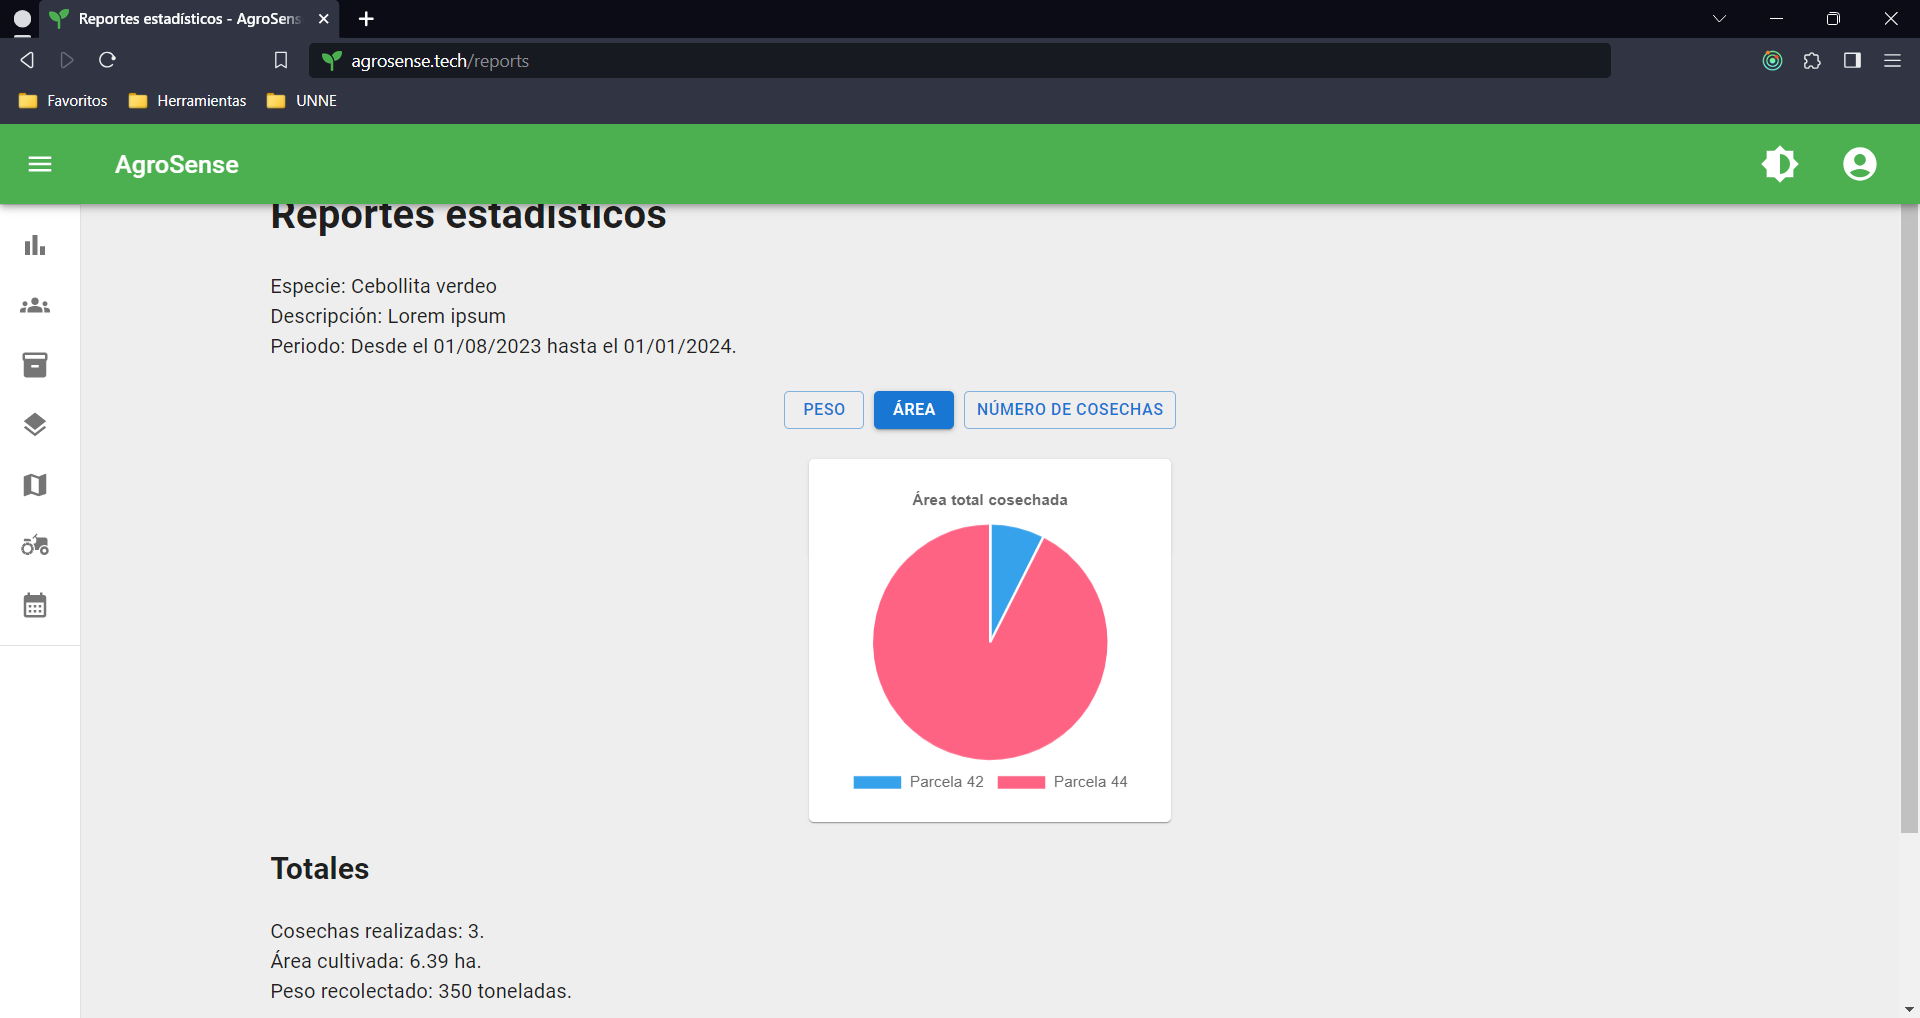 Reportes estadísticos - AgroSens
agrosense.tech/reports
Favoritos Herramientas UNNE
AgroSense
Reportes estadísticos
Especie: Cebollita verdeo
Descripción: Lorem ipsum
Periodo: Desde el 01/08/2023 hasta el 01/01/2024.
PESO ÁREA NÚMERO DE COSECHAS
Área total cosechada
Parcela 42 Parcela 44
Totales
Cosechas realizadas: 3.
Área cultivada: 6.39 ha.
Peso recolectado: 350 toneladas.